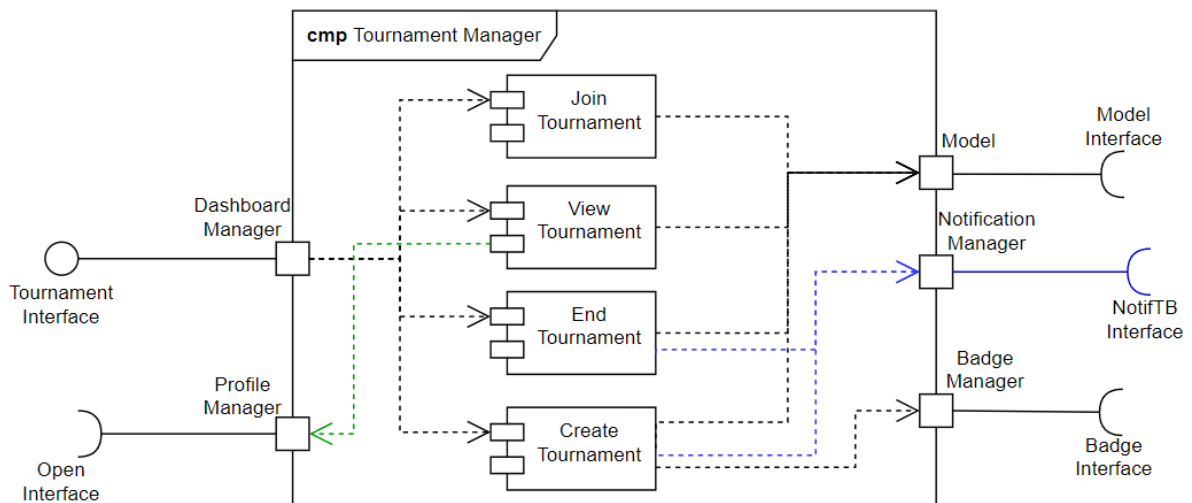 cmp Tournament Manager
Join
Tournament
View
Tournament
End
Tournament
Create
Tournament
Dashboard
Manager
Tournament
Interface
Profile
Manager
Open
Interface
Model
Model
Interface
Notification
Manager
NotifTB
Interface
Badge
Manager
Badge
Interface